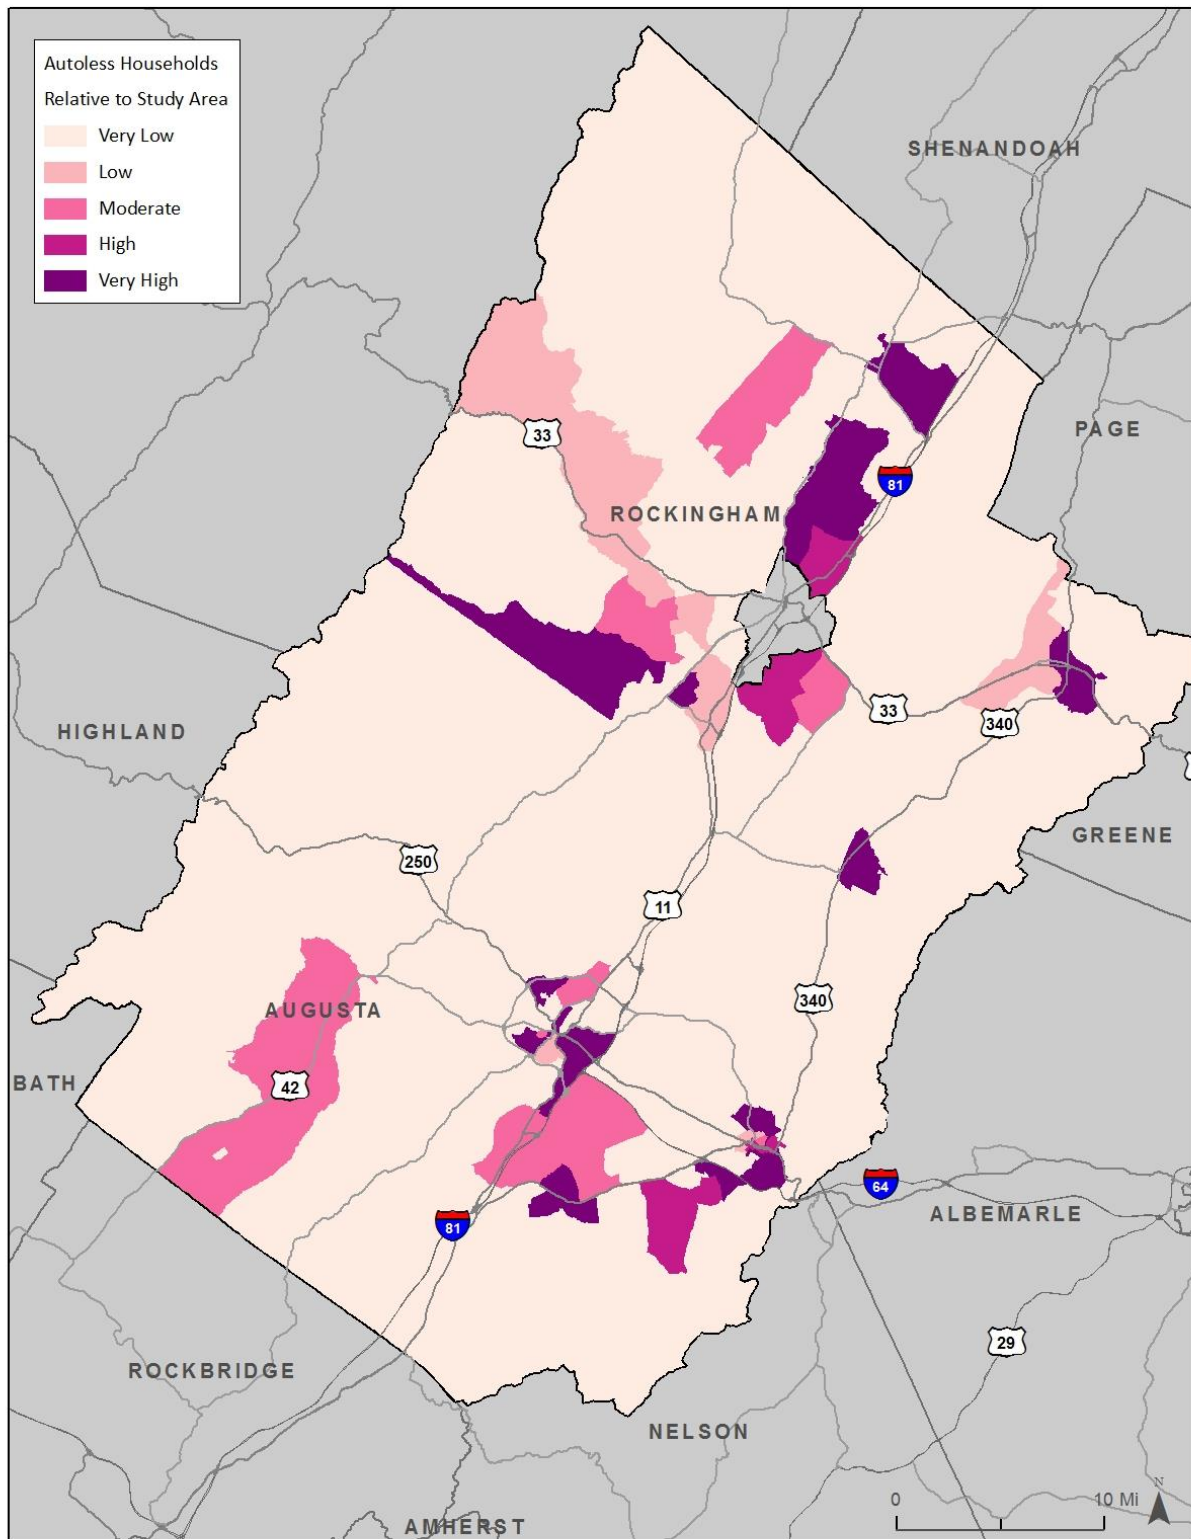 Autoless Households
Relative to Study Area
Very Low
Low
Moderate
High
Very High
SHENANDOAH
33
PAGE
81
ROCKINGHAM
33
340
HIGHLAND
GREENE
250
11
340
AUGUSTA
42
BATH
64
ALBEMARLE
81
29
ROCKBRIDGE
NELSON
N
0 10 Mi
AMHERST